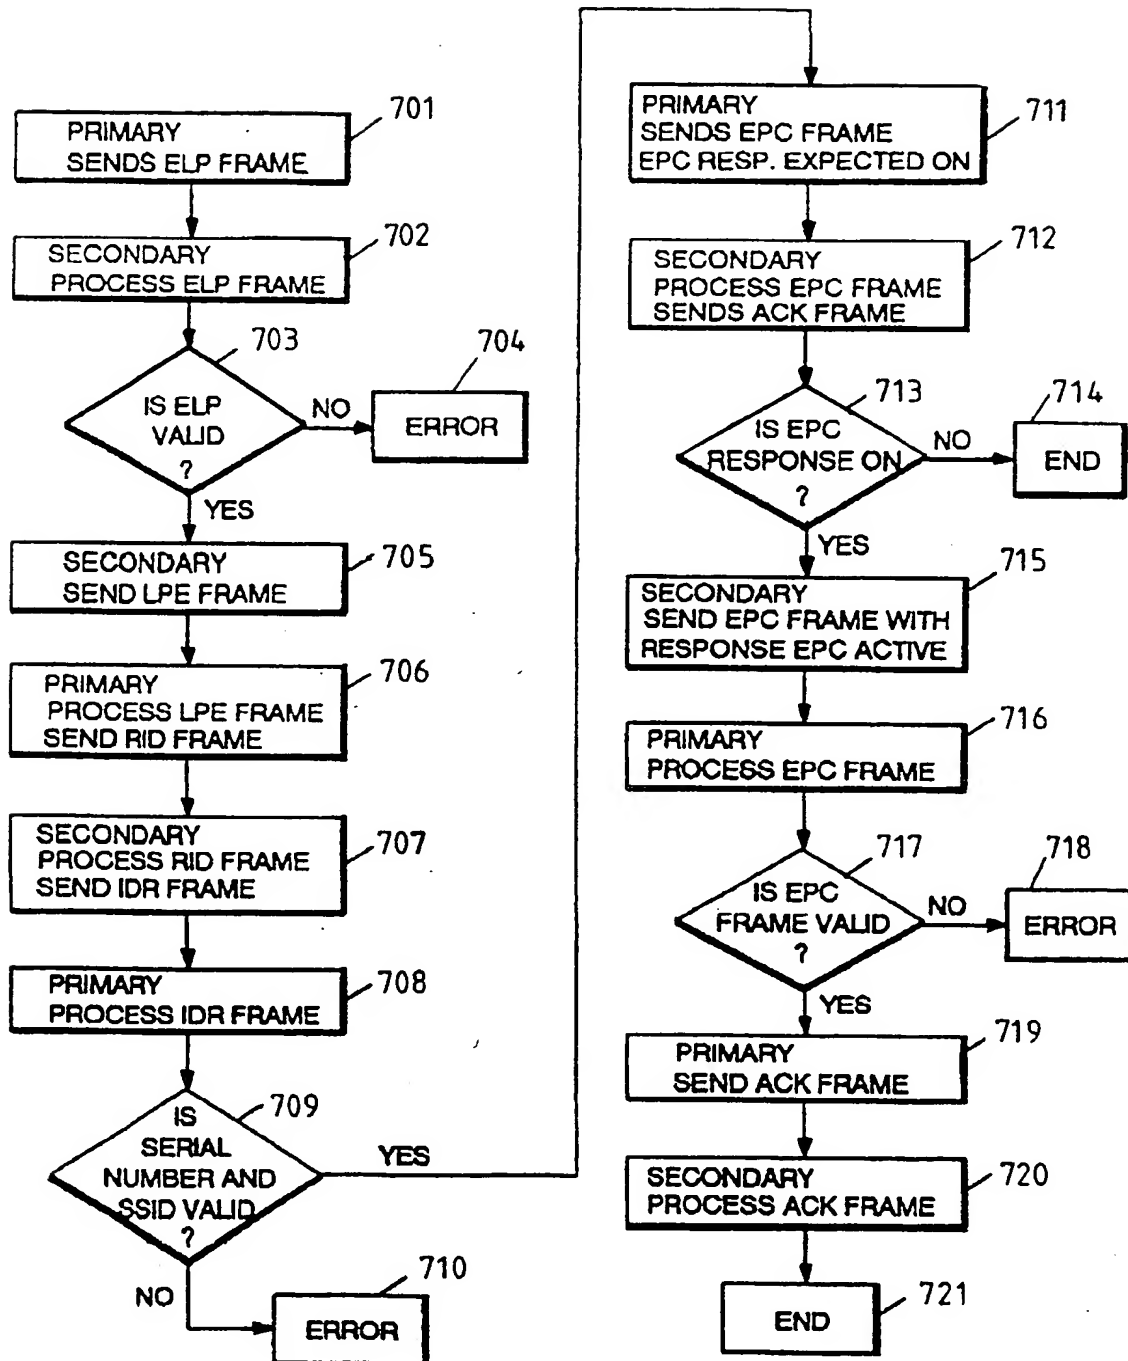 701
PRIMARY
SENDS ELP FRAME
702
SECONDARY
PROCESS ELP FRAME
703
IS ELP
VALID
?
NO
704
ERROR
YES
705
SECONDARY
SEND LPE FRAME
706
PRIMARY
PROCESS LPE FRAME
SEND RID FRAME
707
SECONDARY
PROCESS RID FRAME
SEND IDR FRAME
708
PRIMARY
PROCESS IDR FRAME
709
IS
SERIAL
NUMBER AND
SSID VALID
?
YES
NO
710
ERROR
711
PRIMARY
SENDS EPC FRAME
EPC RESP. EXPECTED ON
712
SECONDARY
PROCESS EPC FRAME
SENDS ACK FRAME
713
IS EPC
RESPONSE ON
?
NO
714
END
YES
715
SECONDARY
SEND EPC FRAME WITH
RESPONSE EPC ACTIVE
716
PRIMARY
PROCESS EPC FRAME
717
IS EPC
FRAME VALID
?
NO
718
ERROR
YES
719
PRIMARY
SEND ACK FRAME
720
SECONDARY
PROCESS ACK FRAME
721
END